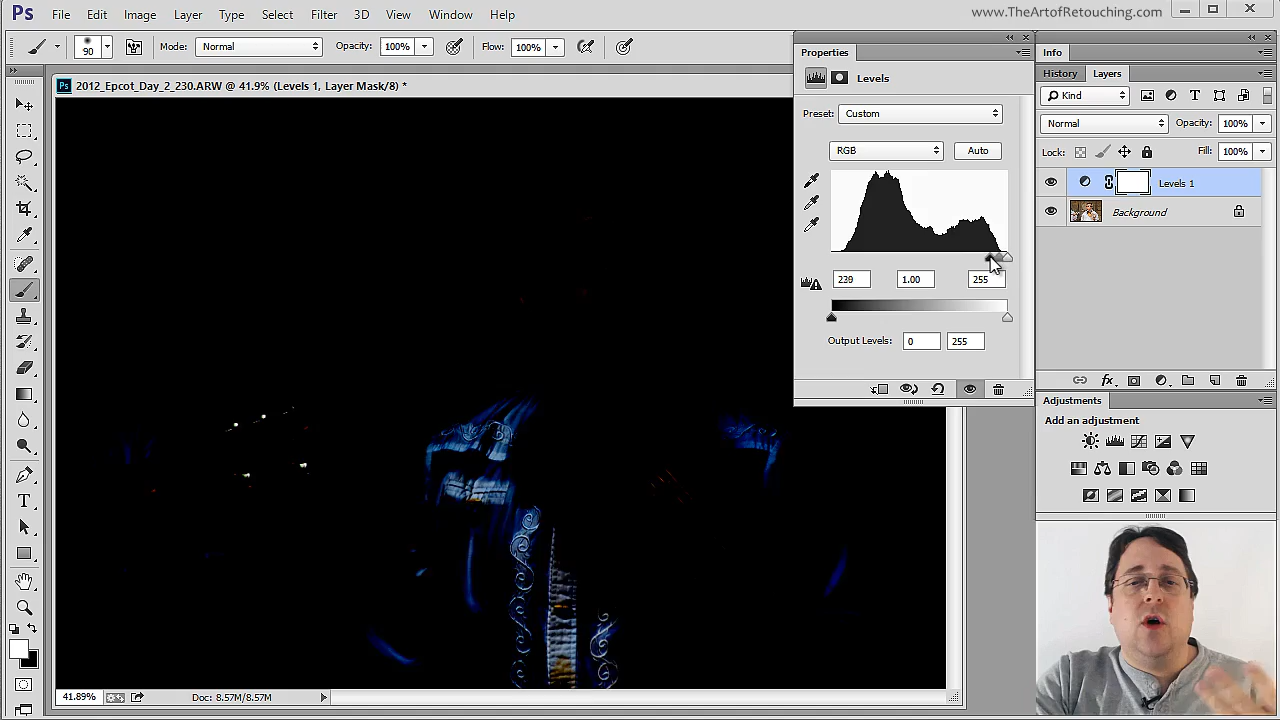 Ps File Edit Image Layer Type Select Filter 3D View Window Help
www.TheArtofRetouching.com
90 Mode: Normal Opacity: 100% Flow: 100%
2012_Epcot_Day_2_230.ARW @ 41.9% (Levels 1, Layer Mask/8) *
Properties
Levels
Preset: Custom
RGB Auto
239 1.00 255
Output Levels: 0 255
Info
History Layers
Kind T
Normal Opacity: 100%
Lock: Fill: 100%
Levels 1
Background
fx
Adjustments
Add an adjustment
T
41.89% Doc: 8.57M/8.57M